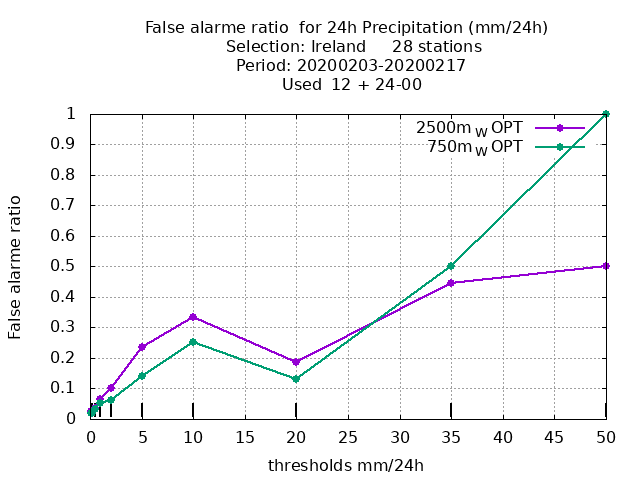 False alarme ratio  for 24h Precipitation (mm/24h)
Selection: Ireland     28 stations
Period: 20200203-20200217
Used  12 + 24-00
2500m W OPT
750m W OPT
1
0.9
0.8
0.7
0.6
0.5
0.4
0.3
0.2
0.1
0
False alarme ratio
0 5 10 15 20 25 30 35 40 45 50
thresholds mm/24h